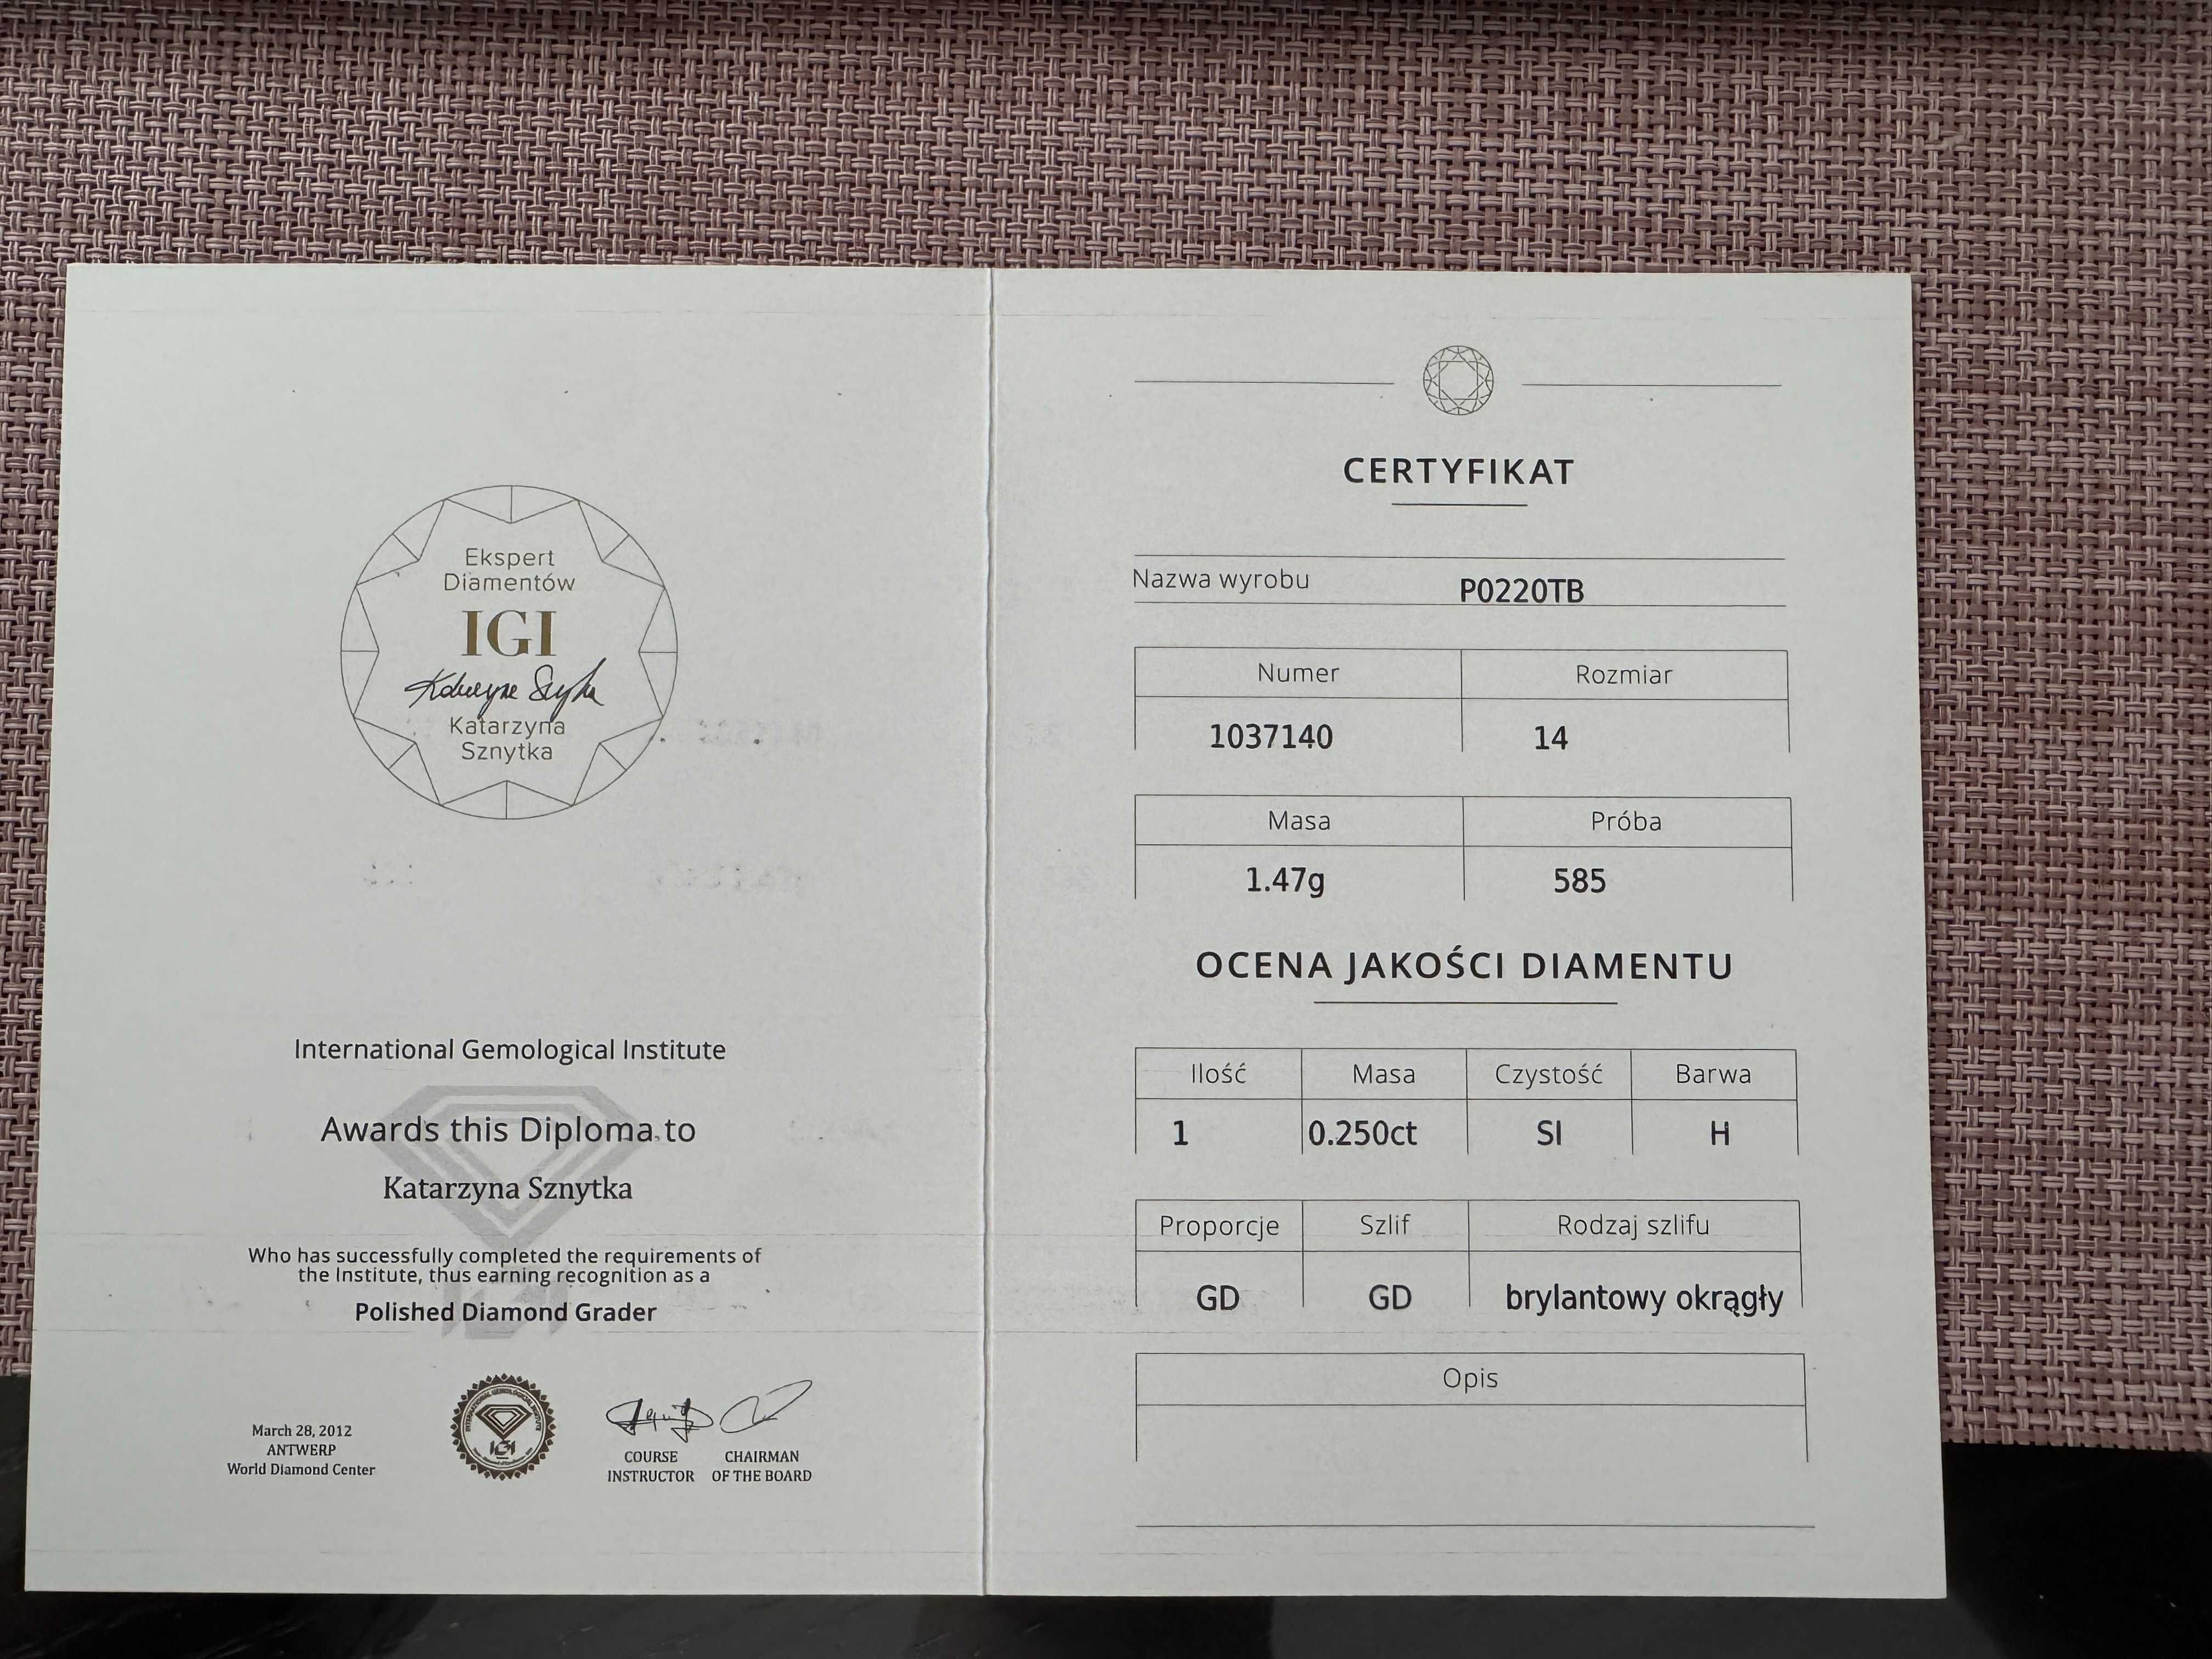 Ekspert
Diamentów
IGI
Katarzyna
Sznytka
International Gemological Institute
Awards this Diploma to
Katarzyna Sznytka
Who has successfully completed the requirements of
the Institute, thus earning recognition as a
Polished Diamond Grader
March 28, 2012
ANTWERP
World Diamond Center
IGI
COURSE
INSTRUCTOR
CHAIRMAN
OF THE BOARD
CERTYFIKAT
Nazwa wyrobu P0220TB
Numer Rozmiar
1037140 14
Masa Próba
1.47g 585
OCENA JAKOŚCI DIAMENTU
Ilość Masa Czystość Barwa
1 0.250ct SI H
Proporcje Szlif Rodzaj szlifu
GD GD brylantowy okrągły
Opis